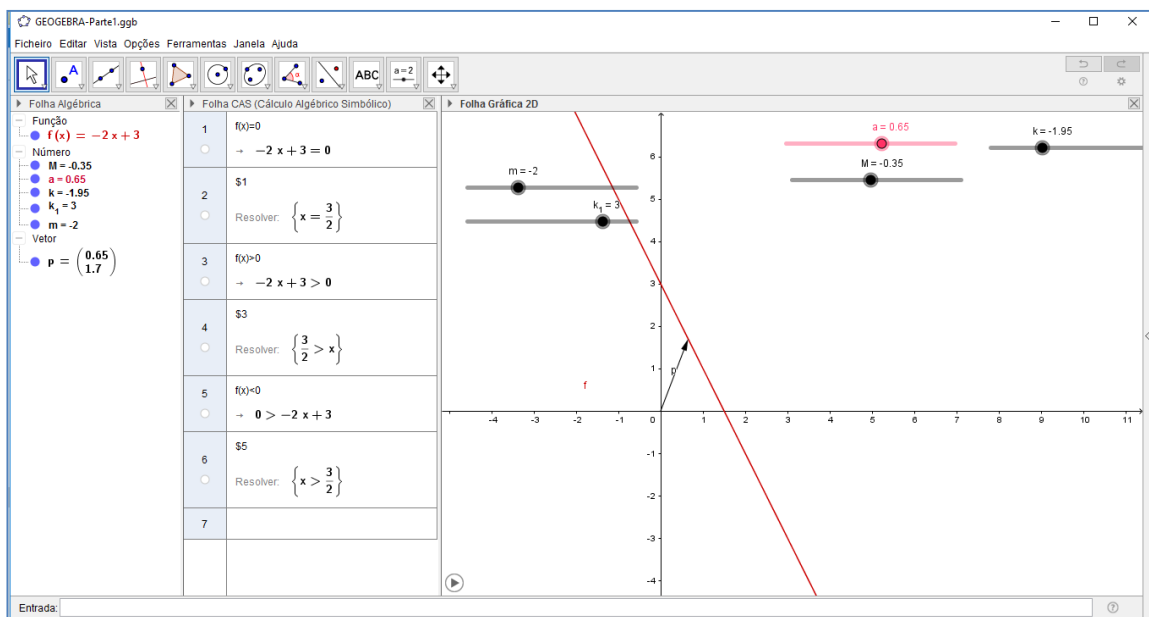 GEOGEBRA-Parte1.ggb
Ficheiro Editar Vista Opções Ferramentas Janela Ajuda
ABC
a=2
Folha Algébrica
Função
f(x) = −2 x + 3
Número
M = -0.35
a = 0.65
k = -1.95
k₁ = 3
m = -2
Vetor
p = (0.65
1.7)
Folha CAS (Cálculo Algébrico Simbólico)
1 f(x)=0
→ −2 x + 3 = 0
2 $1
Resolver: {x = 3/2}
3 f(x)>0
→ −2 x + 3 > 0
4 $3
Resolver: {3/2 > x}
5 f(x)<0
→ 0 > −2 x + 3
6 $5
Resolver: {x > 3/2}
7
Folha Gráfica 2D
a = 0.65
k = -1.95
M = -0.35
m = -2
k₁ = 3
6
5
4
3
2
1
p
f
-4 -3 -2 -1 0 1 2 3 4 5 6 7 8 9 10 11
-1
-2
-3
-4
Entrada: